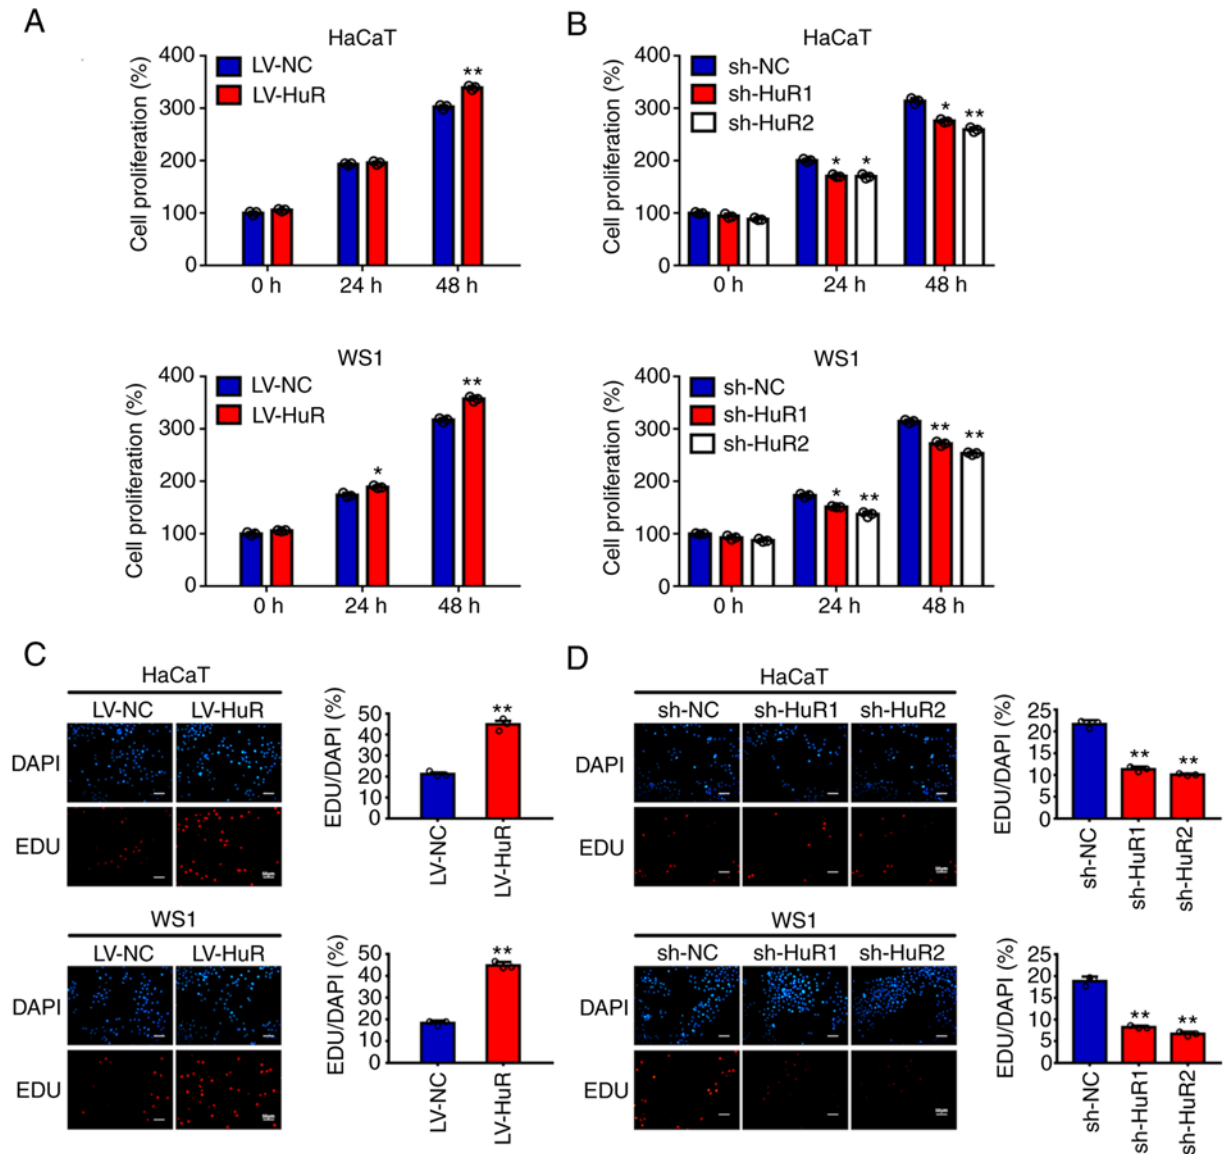 A
HaCaT
Cell proliferation (%)
400
300
200
100
0
LV-NC
LV-HuR
**
0 h
24 h
48 h
B
HaCaT
Cell proliferation (%)
400
300
200
100
0
sh-NC
sh-HuR1
sh-HuR2
*
*
*
**
0 h
24 h
48 h
WS1
Cell proliferation (%)
400
300
200
100
0
LV-NC
LV-HuR
*
**
0 h
24 h
48 h
WS1
Cell proliferation (%)
400
300
200
100
0
sh-NC
sh-HuR1
sh-HuR2
*
**
**
**
0 h
24 h
48 h
C
HaCaT
LV-NC
LV-HuR
DAPI
EDU
EDU/DAPI (%)
50
40
30
20
10
0
**
LV-NC
LV-HuR
WS1
LV-NC
LV-HuR
DAPI
EDU
EDU/DAPI (%)
50
40
30
20
10
0
**
LV-NC
LV-HuR
D
HaCaT
sh-NC
sh-HuR1
sh-HuR2
DAPI
EDU
EDU/DAPI (%)
25
20
15
10
5
0
**
**
sh-NC
sh-HuR1
sh-HuR2
WS1
sh-NC
sh-HuR1
sh-HuR2
DAPI
EDU
EDU/DAPI (%)
25
20
15
10
5
0
**
**
sh-NC
sh-HuR1
sh-HuR2